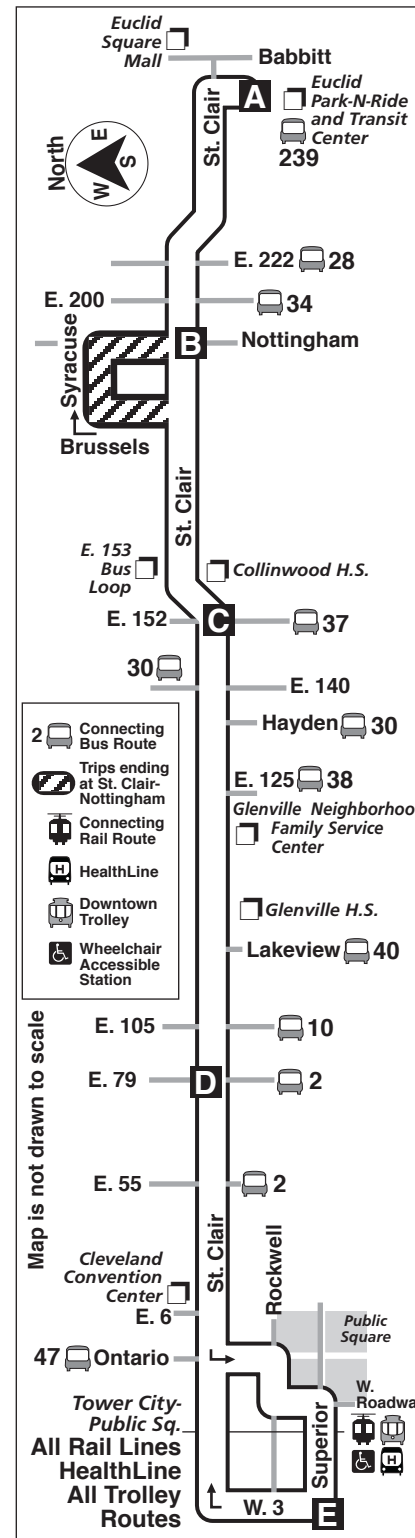 Euclid
Square
Mall
Babbitt
A
St. Clair
Euclid
Park-N-Ride
and Transit
Center
239
North
E
S
W
E. 222 28
E. 200
34
B
Nottingham
Syracuse
Brussels
St. Clair
E. 153
Bus
Loop
Collinwood H.S.
E. 152
C
37
30
E. 140
Hayden 30
E. 125 38
Glenville Neighborhoo
Family Service
Center
2 Connecting
Bus Route
Trips ending
at St. Clair-
Nottingham
Connecting
Rail Route
H HealthLine
Downtown
Trolley
Wheelchair
Accessible
Station
Glenville H.S.
Lakeview 40
E. 105
10
E. 79
D
2
Map is not drawn to scale
E. 55
2
St. Clair
Rockwell
Cleveland
Convention
Center
E. 6
Public
Square
47 Ontario
W.
Roadwa
Tower City-
Public Sq.
All Rail Lines
HealthLine
All Trolley
Routes
Superior
H
W. 3
E